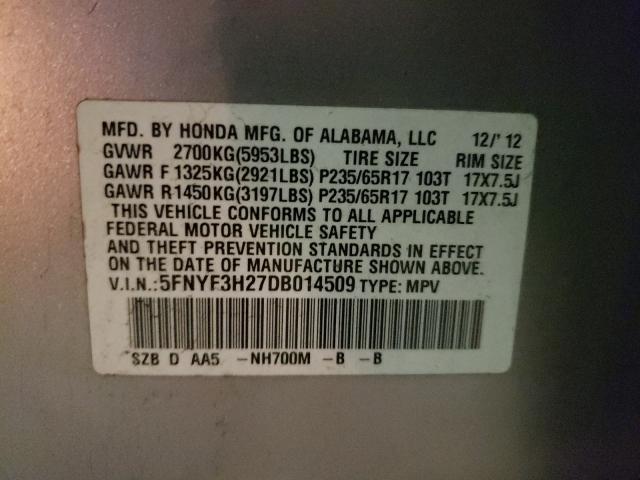 MFD. BY HONDA MFG. OF ALABAMA, LLC 12/'12
GVWR 2700KG(5953LBS) TIRE SIZE RIM SIZE
GAWR F 1325KG(2921LBS) P235/65R17 103T 17X7.5J
GAWR R1450KG(3197LBS) P235/65R17 103T 17X7.5J
THIS VEHICLE CONFORMS TO ALL APPLICABLE
FEDERAL MOTOR VEHICLE SAFETY
AND THEFT PREVENTION STANDARDS IN EFFECT
ON THE DATE OF MANUFACTURE SHOWN ABOVE.
V.I.N.:5FNYF3H27DB014509 TYPE: MPV
SZB D AA5 -NH700M -B -B